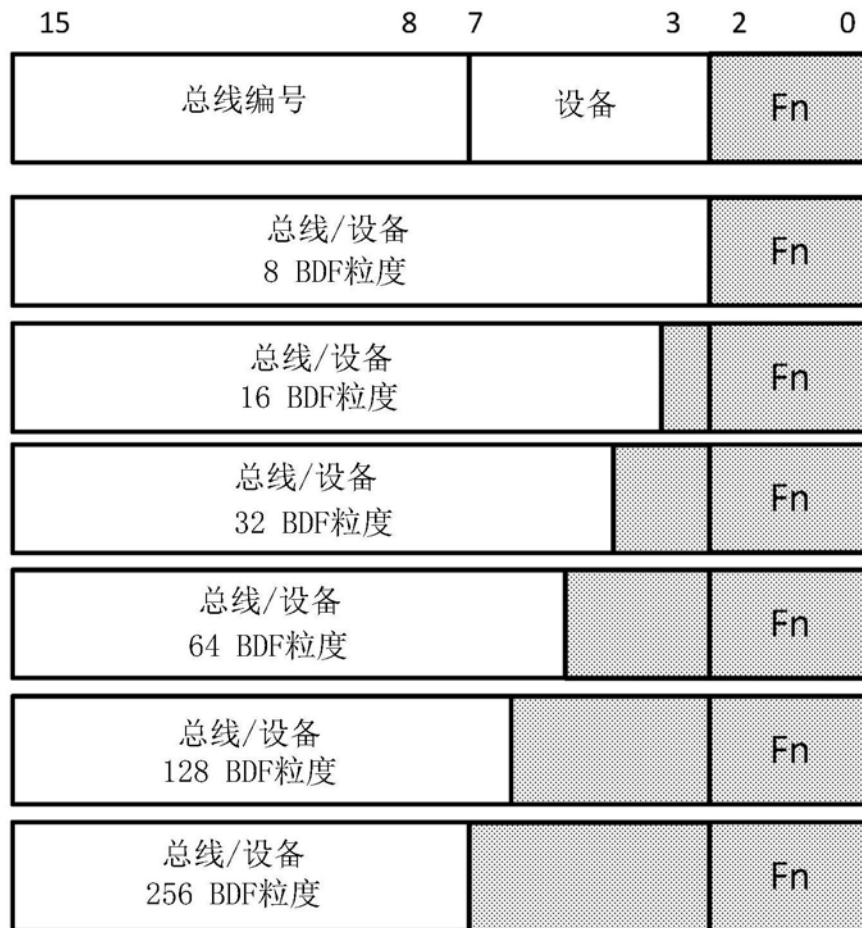 15 8 7 3 2 0
总线编号 设备 Fn
总线/设备
8 BDF粒度
Fn
总线/设备
16 BDF粒度
Fn
总线/设备
32 BDF粒度
Fn
总线/设备
64 BDF粒度
Fn
总线/设备
128 BDF粒度
Fn
总线/设备
256 BDF粒度
Fn